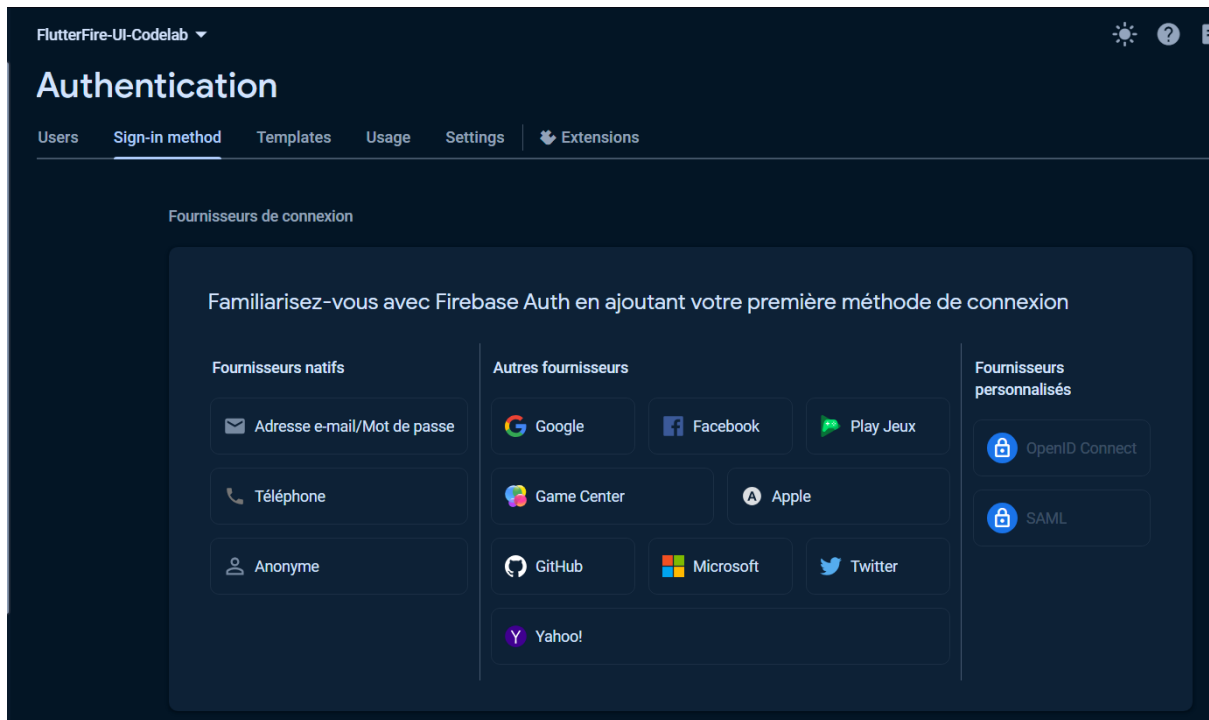 FlutterFire-UI-Codelab
Authentication
Users Sign-in method Templates Usage Settings Extensions
Fournisseurs de connexion
Familiarisez-vous avec Firebase Auth en ajoutant votre première méthode de connexion
Fournisseurs natifs
Adresse e-mail/Mot de passe
Téléphone
Anonyme
Autres fournisseurs
Google Facebook Play Jeux
Game Center Apple
GitHub Microsoft Twitter
Yahoo!
Fournisseurs
personnalisés
OpenID Connect
SAML